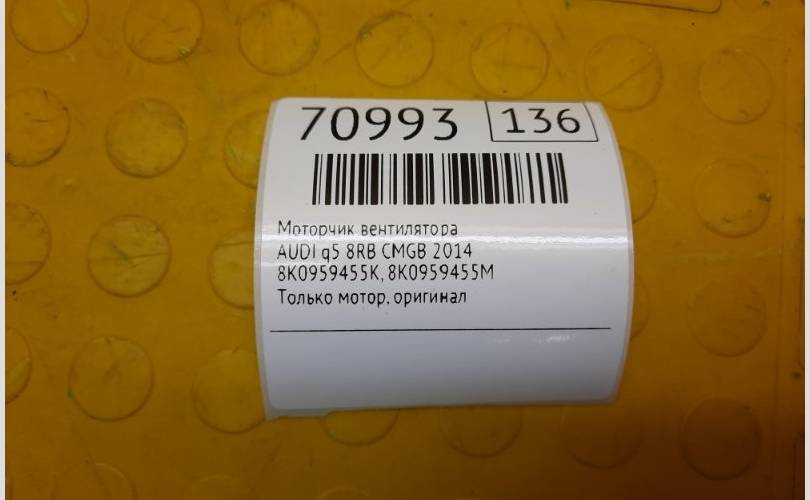 70993 136
Моторчик вентилятора
AUDI q5 8RB CMGB 2014
8K0959455K, 8K0959455M
Только мотор, оригинал